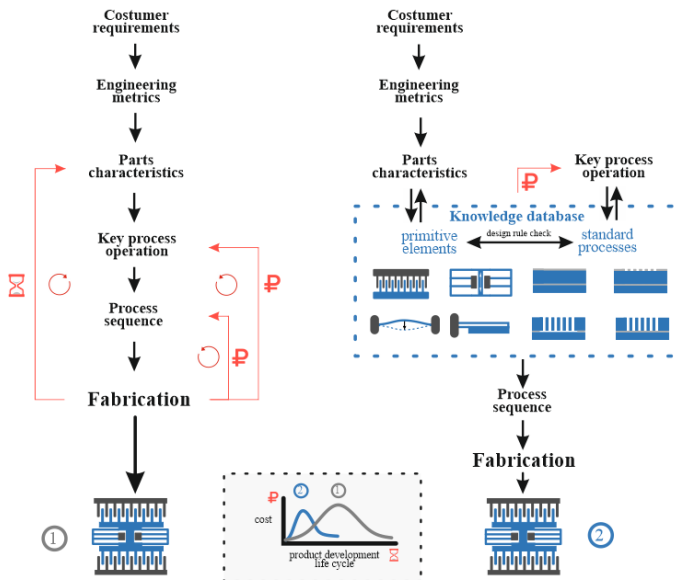 Costumer
requirements
Engineering
metrics
Parts
characteristics
Key process
operation
Process
sequence
Fabrication
₽
₽
1
Costumer
requirements
Engineering
metrics
Parts
characteristics
₽
Key process
operation
Knowledge database
primitive
elements
design rule check
standard
processes
Process
sequence
Fabrication
2
₽
2
1
cost
product development
life cycle